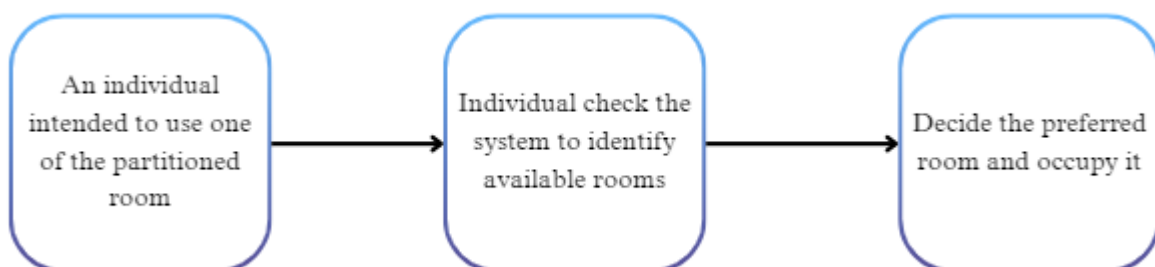 An individual
intended to use one
of the partitioned
room
Individual check the
system to identify
available rooms
Decide the preferred
room and occupy it